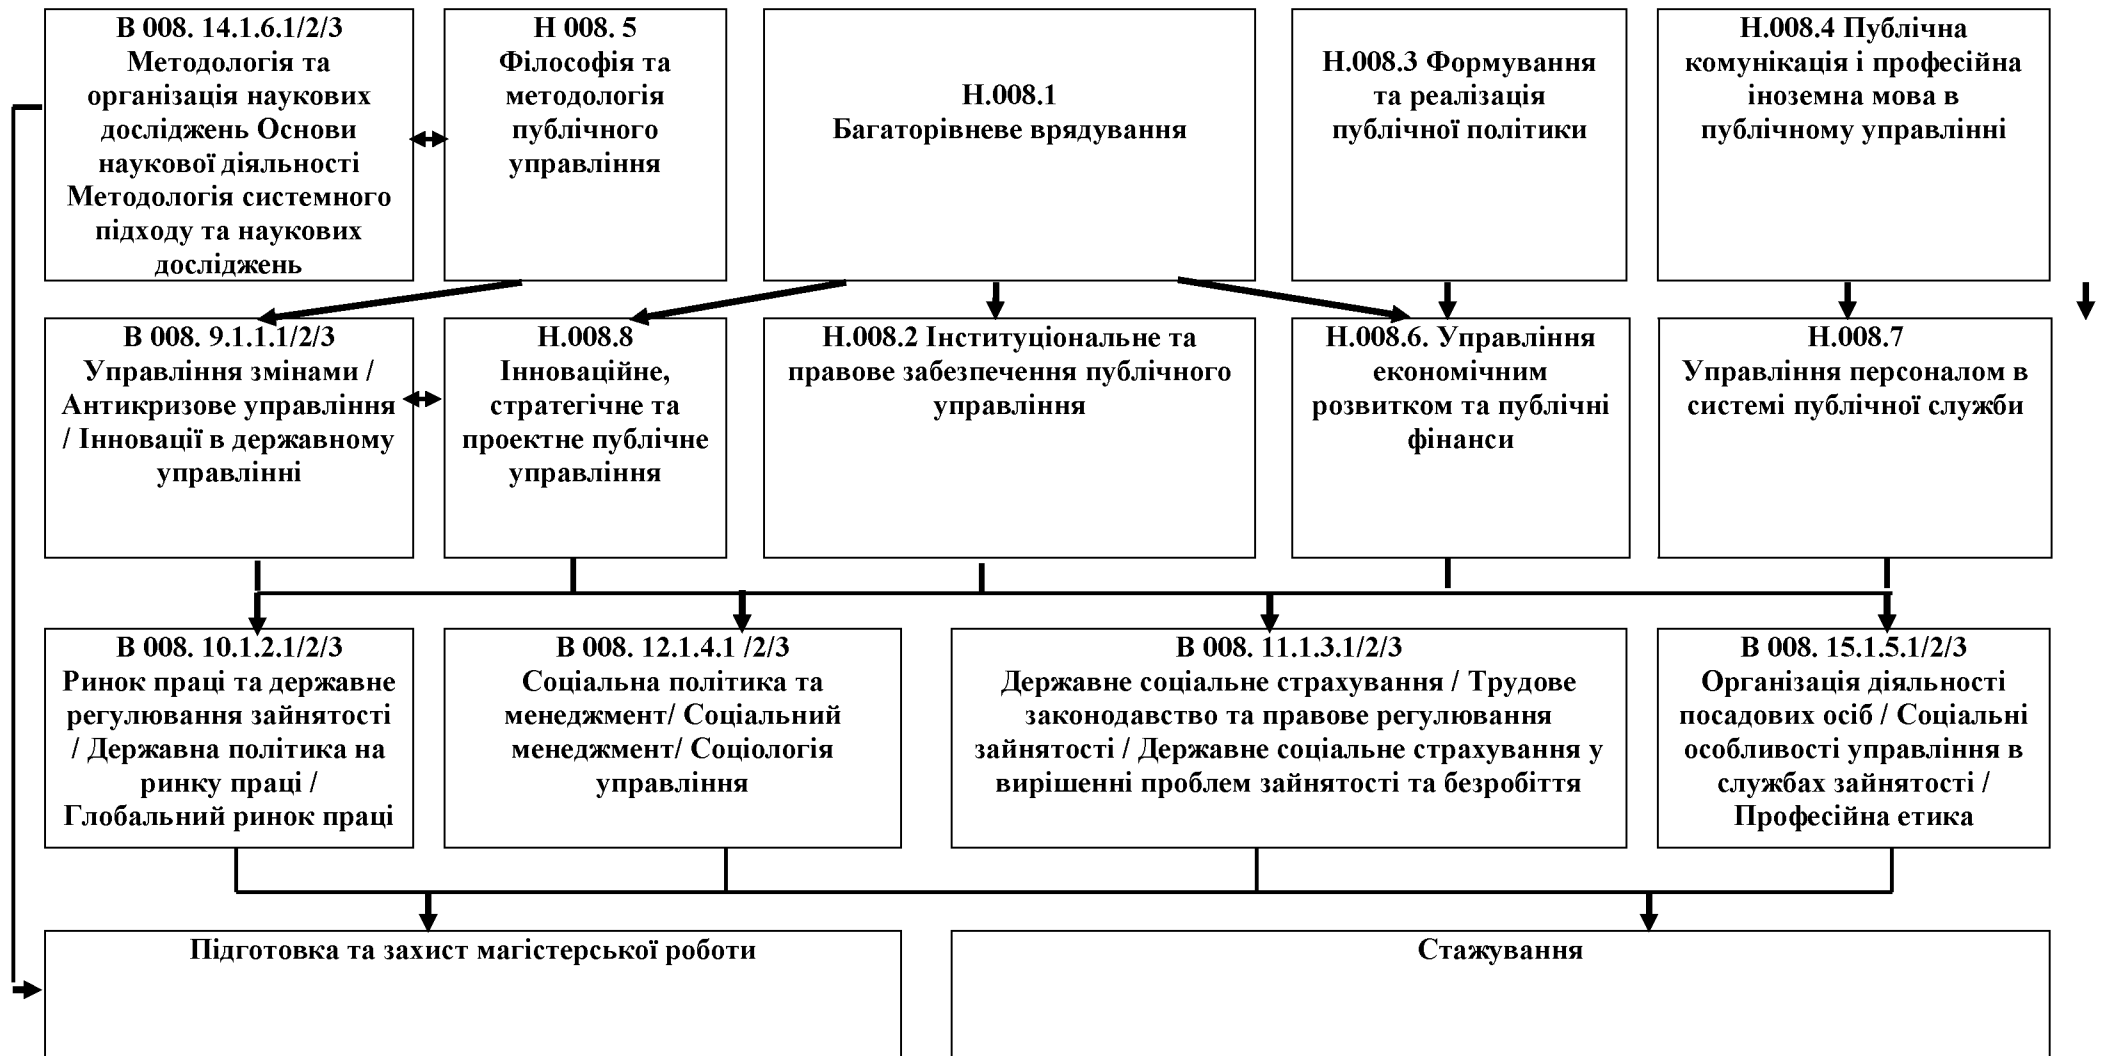 В 008. 14.1.6.1/2/3
Методологія та
організація наукових
досліджень Основи
наукової діяльності
Методологія системного
підходу та наукових
досліджень
Н 008. 5
Філософія та
методологія
публічного
управління
Н.008.1
Багаторівневе врядування
Н.008.3 Формування
та реалізація
публічної політики
Н.008.4 Публічна
комунікація і професійна
іноземна мова в
публічному управлінні
В 008. 9.1.1.1/2/3
Управління змінами /
Антикризове управління
/ Інновації в державному
управлінні
Н.008.8
Інноваційне,
стратегічне та
проектне публічне
управління
Н.008.2 Інституціональне та
правове забезпечення публічного
управління
Н.008.6. Управління
економічним
розвитком та публічні
фінанси
Н.008.7
Управління персоналом в
системі публічної служби
В 008. 10.1.2.1/2/3
Ринок праці та державне
регулювання зайнятості
/ Державна політика на
ринку праці /
Глобальний ринок праці
В 008. 12.1.4.1 /2/3
Соціальна політика та
менеджмент/ Соціальний
менеджмент/ Соціологія
управління
В 008. 11.1.3.1/2/3
Державне соціальне страхування / Трудове
законодавство та правове регулювання
зайнятості / Державне соціальне страхування у
вирішенні проблем зайнятості та безробіття
В 008. 15.1.5.1/2/3
Організація діяльності
посадових осіб / Соціальні
особливості управління в
службах зайнятості /
Професійна етика
Підготовка та захист магістерської роботи
Стажування